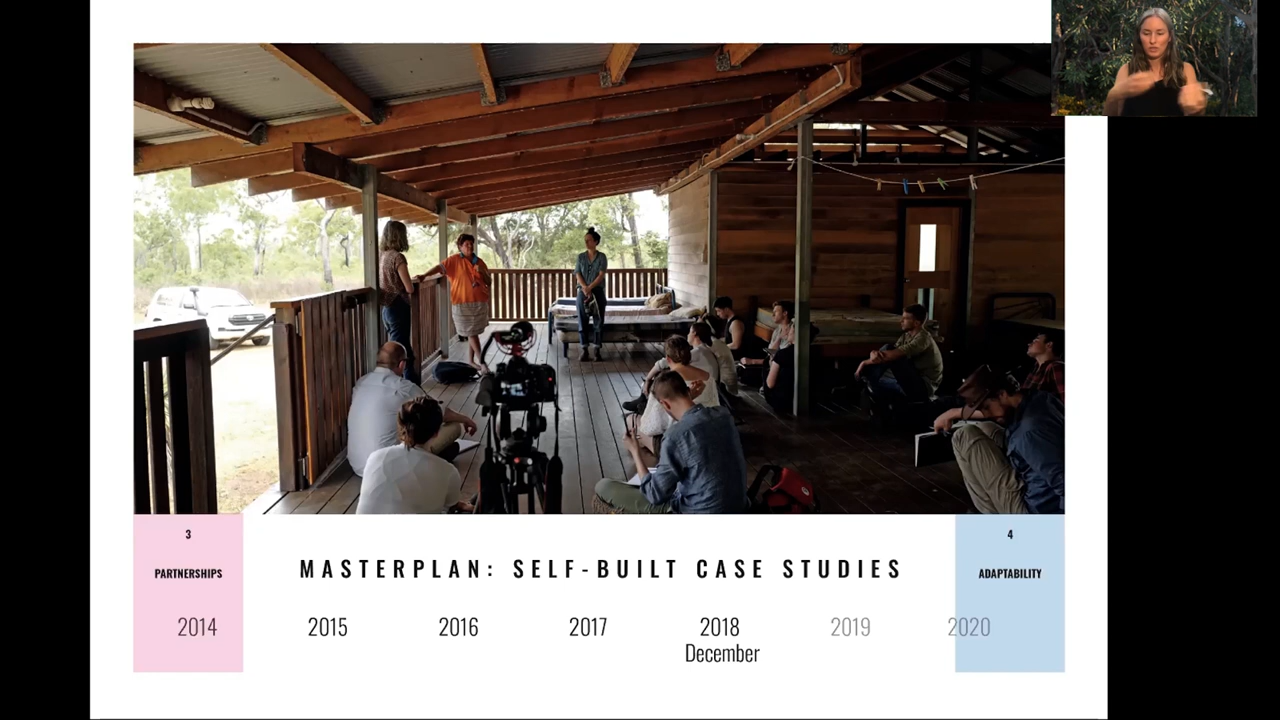 3
PARTNERSHIPS
MASTERPLAN: SELF-BUILT CASE STUDIES
4
ADAPTABILITY
2014 2015 2016 2017 2018 2019 2020
December